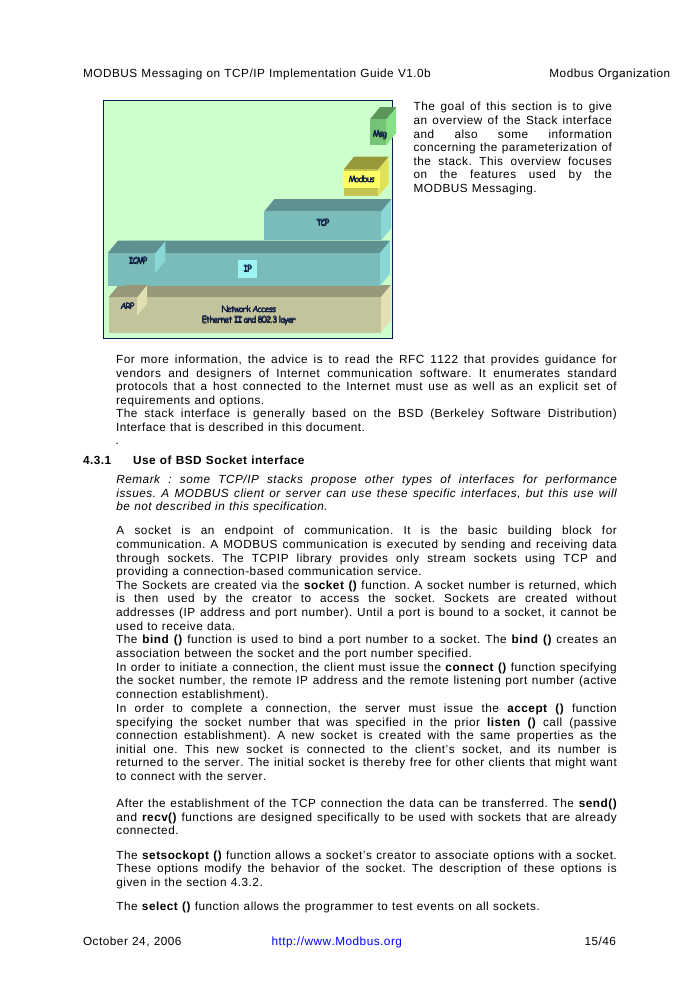 MODBUS Messaging on TCP/IP Implementation Guide V1.0b Modbus Organization
Msg
Modbus
TCP
ICMP
IP
ARP
Network Access
Ethernet II and 802.3 layer
The goal of this section is to give
an overview of the Stack interface
and also some information
concerning the parameterization of
the stack. This overview focuses
on the features used by the
MODBUS Messaging.
For more information, the advice is to read the RFC 1122 that provides guidance for
vendors and designers of Internet communication software. It enumerates standard
protocols that a host connected to the Internet must use as well as an explicit set of
requirements and options.
The stack interface is generally based on the BSD (Berkeley Software Distribution)
Interface that is described in this document.
.
4.3.1 Use of BSD Socket interface
Remark : some TCP/IP stacks propose other types of interfaces for performance
issues. A MODBUS client or server can use these specific interfaces, but this use will
be not described in this specification.
A socket is an endpoint of communication. It is the basic building block for
communication. A MODBUS communication is executed by sending and receiving data
through sockets. The TCPIP library provides only stream sockets using TCP and
providing a connection-based communication service.
The Sockets are created via the socket () function. A socket number is returned, which
is then used by the creator to access the socket. Sockets are created without
addresses (IP address and port number). Until a port is bound to a socket, it cannot be
used to receive data.
The bind () function is used to bind a port number to a socket. The bind () creates an
association between the socket and the port number specified.
In order to initiate a connection, the client must issue the connect () function specifying
the socket number, the remote IP address and the remote listening port number (active
connection establishment).
In order to complete a connection, the server must issue the accept () function
specifying the socket number that was specified in the prior listen () call (passive
connection establishment). A new socket is created with the same properties as the
initial one. This new socket is connected to the client's socket, and its number is
returned to the server. The initial socket is thereby free for other clients that might want
to connect with the server.
After the establishment of the TCP connection the data can be transferred. The send()
and recv() functions are designed specifically to be used with sockets that are already
connected.
The setsockopt () function allows a socket's creator to associate options with a socket.
These options modify the behavior of the socket. The description of these options is
given in the section 4.3.2.
The select () function allows the programmer to test events on all sockets.
October 24, 2006 http://www.Modbus.org 15/46